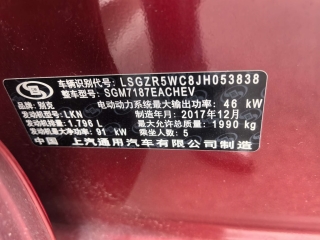 车辆识别代号: LSGZR5WC8JH053838
整车型号: SGM7187EACHEV
品牌: 别克 电动动力系统最大输出功率: 46 kW
发动机型号: LKN 制造年月: 2017年12月
发动机排量: 1.796 L 最大允许总质量: 1990 kg
发动机最大净功率: 91 kW 乘坐人数: 5
中国 上汽通用汽车有限公司制造